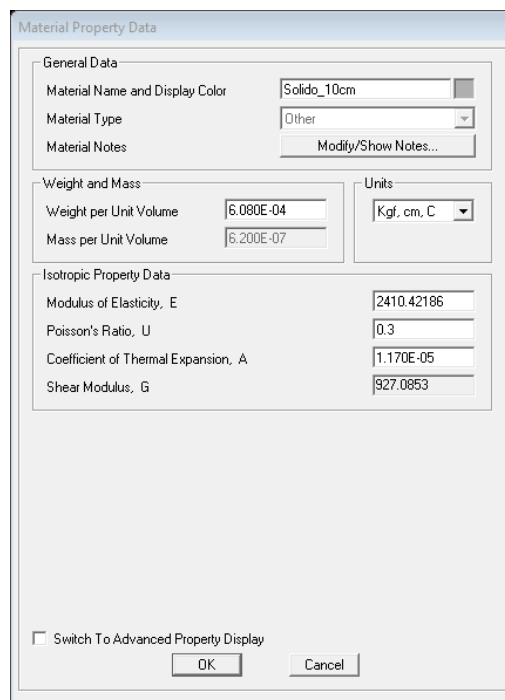 Material Property Data
General Data
Material Name and Display Color Solido_10cm
Material Type Other
Material Notes Modify/Show Notes...
Weight and Mass Units
Weight per Unit Volume 6.080E-04 Kgf, cm, C
Mass per Unit Volume 6.200E-07
Isotropic Property Data
Modulus of Elasticity, E 2410.42186
Poisson's Ratio, U 0.3
Coefficient of Thermal Expansion, A 1.170E-05
Shear Modulus, G 927.0853
Switch To Advanced Property Display
OK Cancel